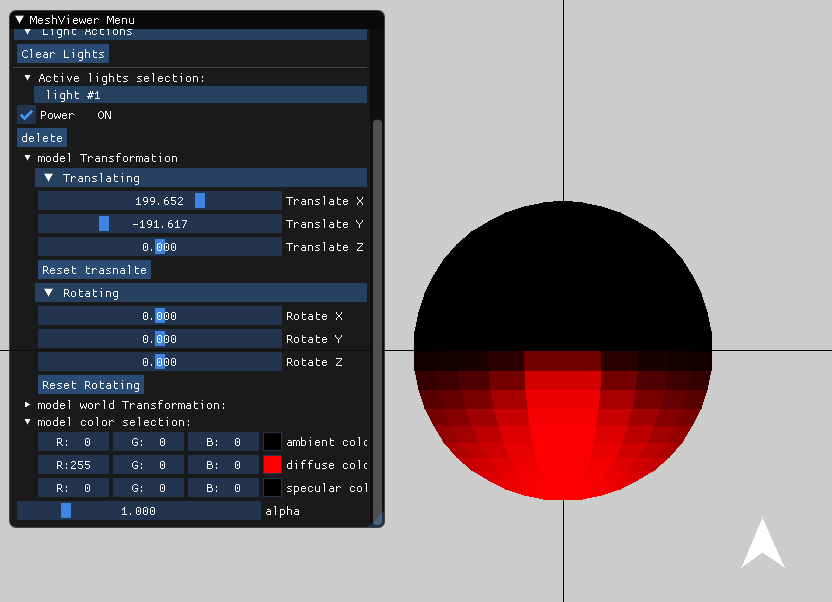 MeshViewer Menu
Light Actions
Clear Lights
Active lights selection:
light #1
Power ON
delete
model Transformation
Translating
199.652 Translate X
-191.617 Translate Y
0.000 Translate Z
Reset trasnalte
Rotating
0.000 Rotate X
0.000 Rotate Y
0.000 Rotate Z
Reset Rotating
model world Transformation:
model color selection:
R: 0 G: 0 B: 0 ambient colo
R:255 G: 0 B: 0 diffuse colo
R: 0 G: 0 B: 0 specular col
1.000 alpha